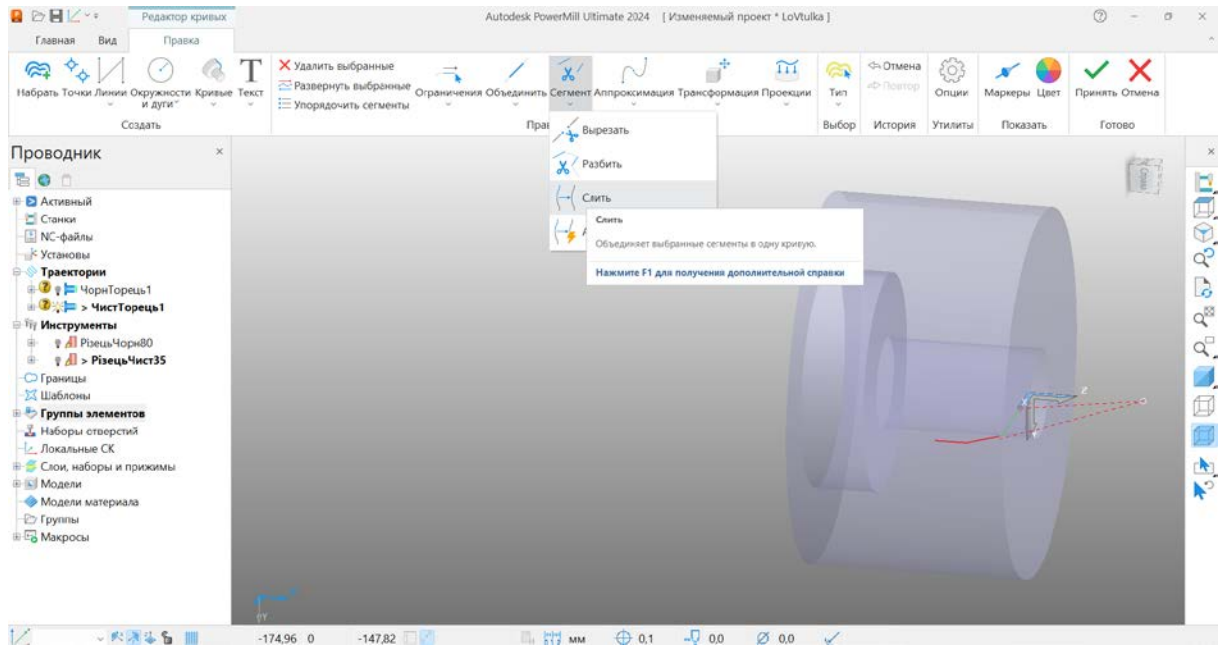 Редактор кривых
Autodesk PowerMill Ultimate 2024 [ Изменяемый проект * LoVtulka ]
Главная Вид Правка
Удалить выбранные
Развернуть выбранные
Упорядочить сегменты
Набрать Точки Линии Окружности и дуги Кривые Текст
Ограничения Объединить Сегмент Аппроксимация Трансформация Проекции
Тип
Отмена
Повтор
Опции
Маркеры Цвет
Принять Отмена
Создать
Выбор История Утилиты Показать Готово
Вырезать
Разбить
Слить
Слить
Объединяет выбранные сегменты в одну кривую.
Нажмите F1 для получения дополнительной справки
Проводник
Активный
Станки
NC-файлы
Установы
Траектории
ЧорнТорець1
> ЧистТорець1
Инструменты
РізецьЧорн80
> РізецьЧист35
Границы
Шаблоны
Группы элементов
Наборы отверстий
Локальные СК
Слои, наборы и прижимы
Модели
Модели материала
Группы
Макросы
Z
-174,96 0 -147,82 мм 0,1 0,0 0,0